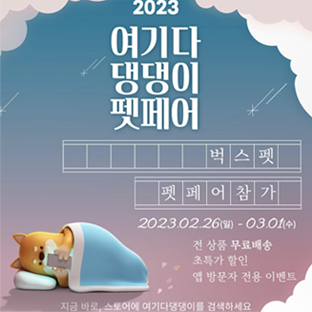 2023
여기다
댕댕이
펫페어
벅스펫
펫페어참가
2023.02.26(일) - 03.01(수)
전 상품 무료배송
초특가 할인
앱 방문자 전용 이벤트
지금 바로, 스토어에 여기다댕댕이를 검색하세요